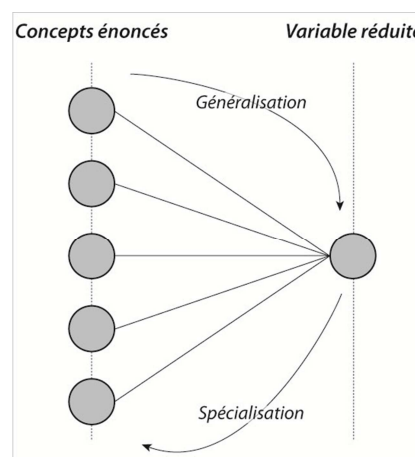 Concepts énoncés
Variable réduite
Généralisation
Spécialisation